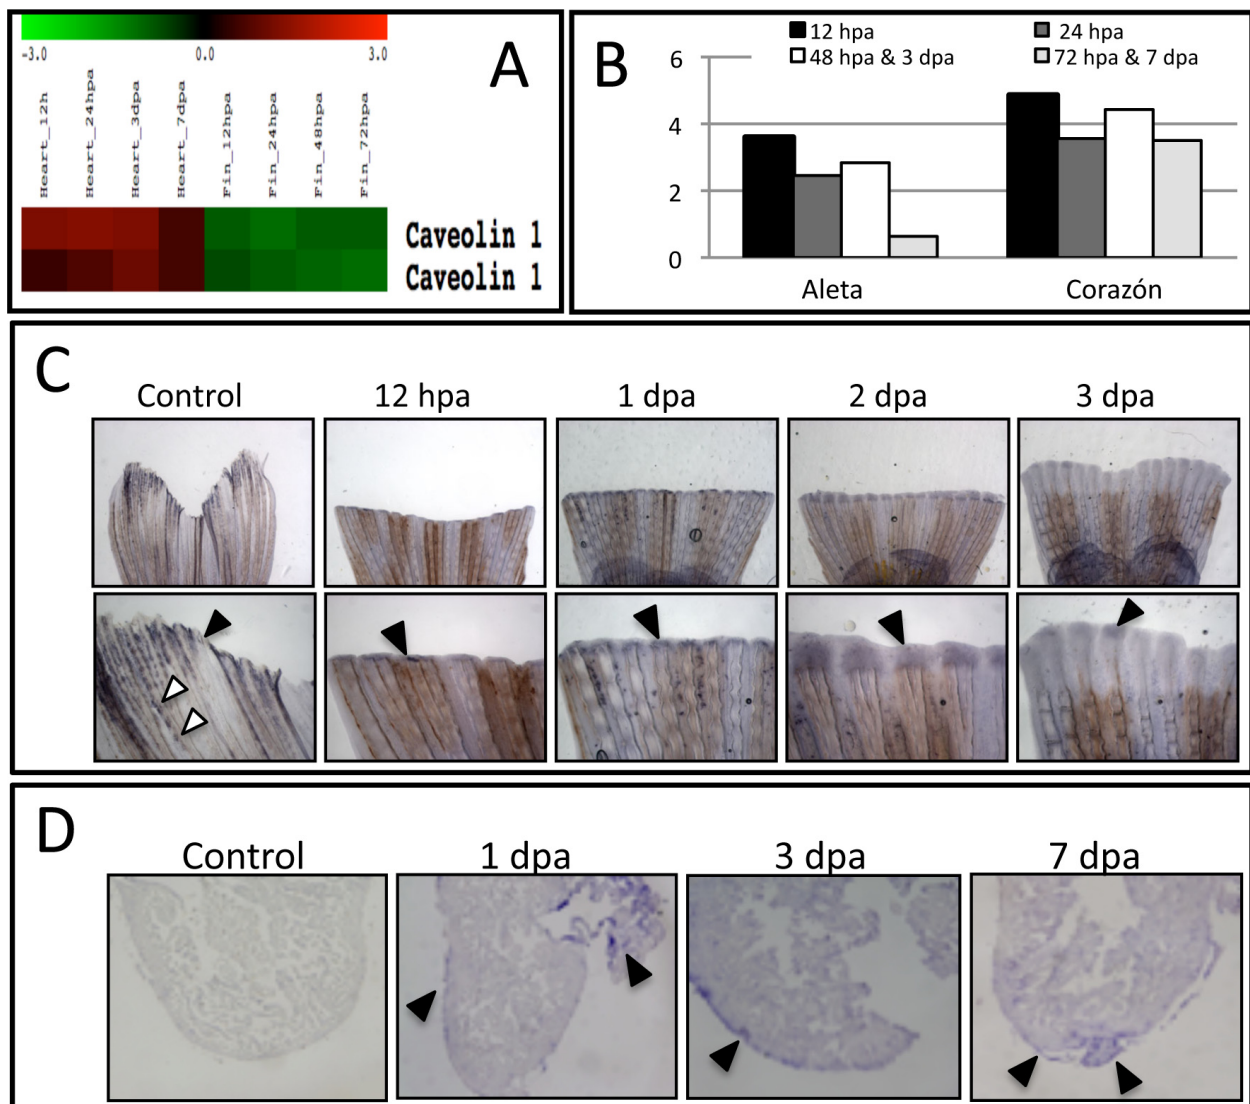 A
-3.0 0.0 3.0
Heart_12h
Heart_24hpa
Heart_3dpa
Heart_7dpa
Fin_12hpa
Fin_24hpa
Fin_48hpa
Fin_72hpa
Caveolin 1
Caveolin 1
B
12 hpa 24 hpa
48 hpa & 3 dpa 72 hpa & 7 dpa
6
4
2
0
Aleta Corazón
C
Control 12 hpa 1 dpa 2 dpa 3 dpa
D
Control 1 dpa 3 dpa 7 dpa